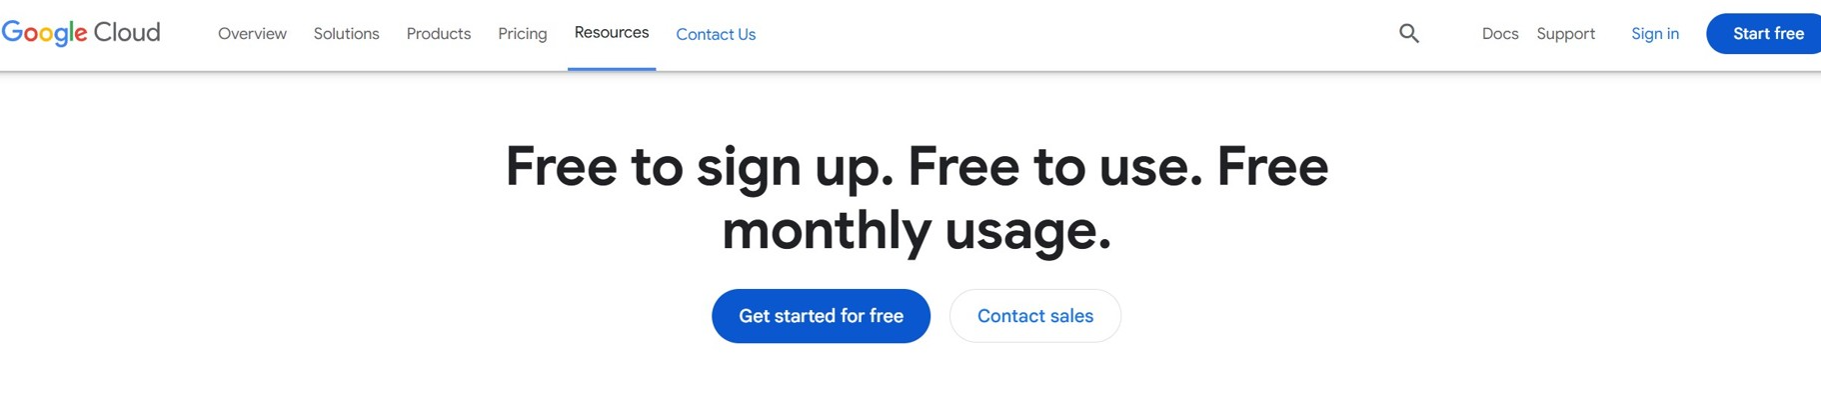 Google Cloud Overview Solutions Products Pricing Resources Contact Us Docs Support Sign in Start free
Free to sign up. Free to use. Free
monthly usage.
Get started for free Contact sales